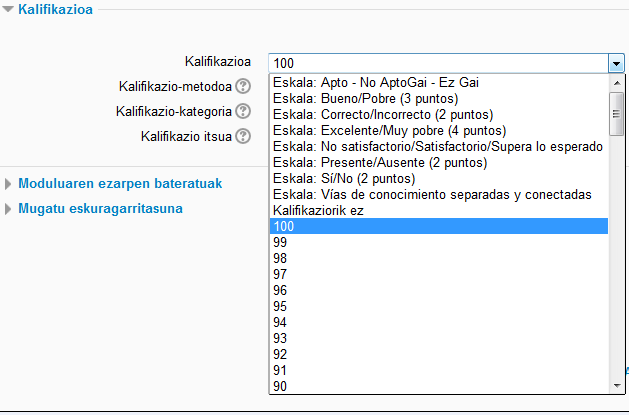 Kalifikazioa
Kalifikazioa 100
Kalifikazio-metodoa
Kalifikazio-kategoria
Kalifikazio itsua
Eskala: Apto - No AptoGai - Ez Gai
Eskala: Bueno/Pobre (3 puntos)
Eskala: Correcto/Incorrecto (2 puntos)
Eskala: Excelente/Muy pobre (4 puntos)
Eskala: No satisfactorio/Satisfactorio/Supera lo esperado
Eskala: Presente/Ausente (2 puntos)
Eskala: Sí/No (2 puntos)
Eskala: Vías de conocimiento separadas y conectadas
Kalifikaziorik ez
100
99
98
97
96
95
94
93
92
91
90
Moduluaren ezarpen bateratuak
Mugatu eskuragarritasuna